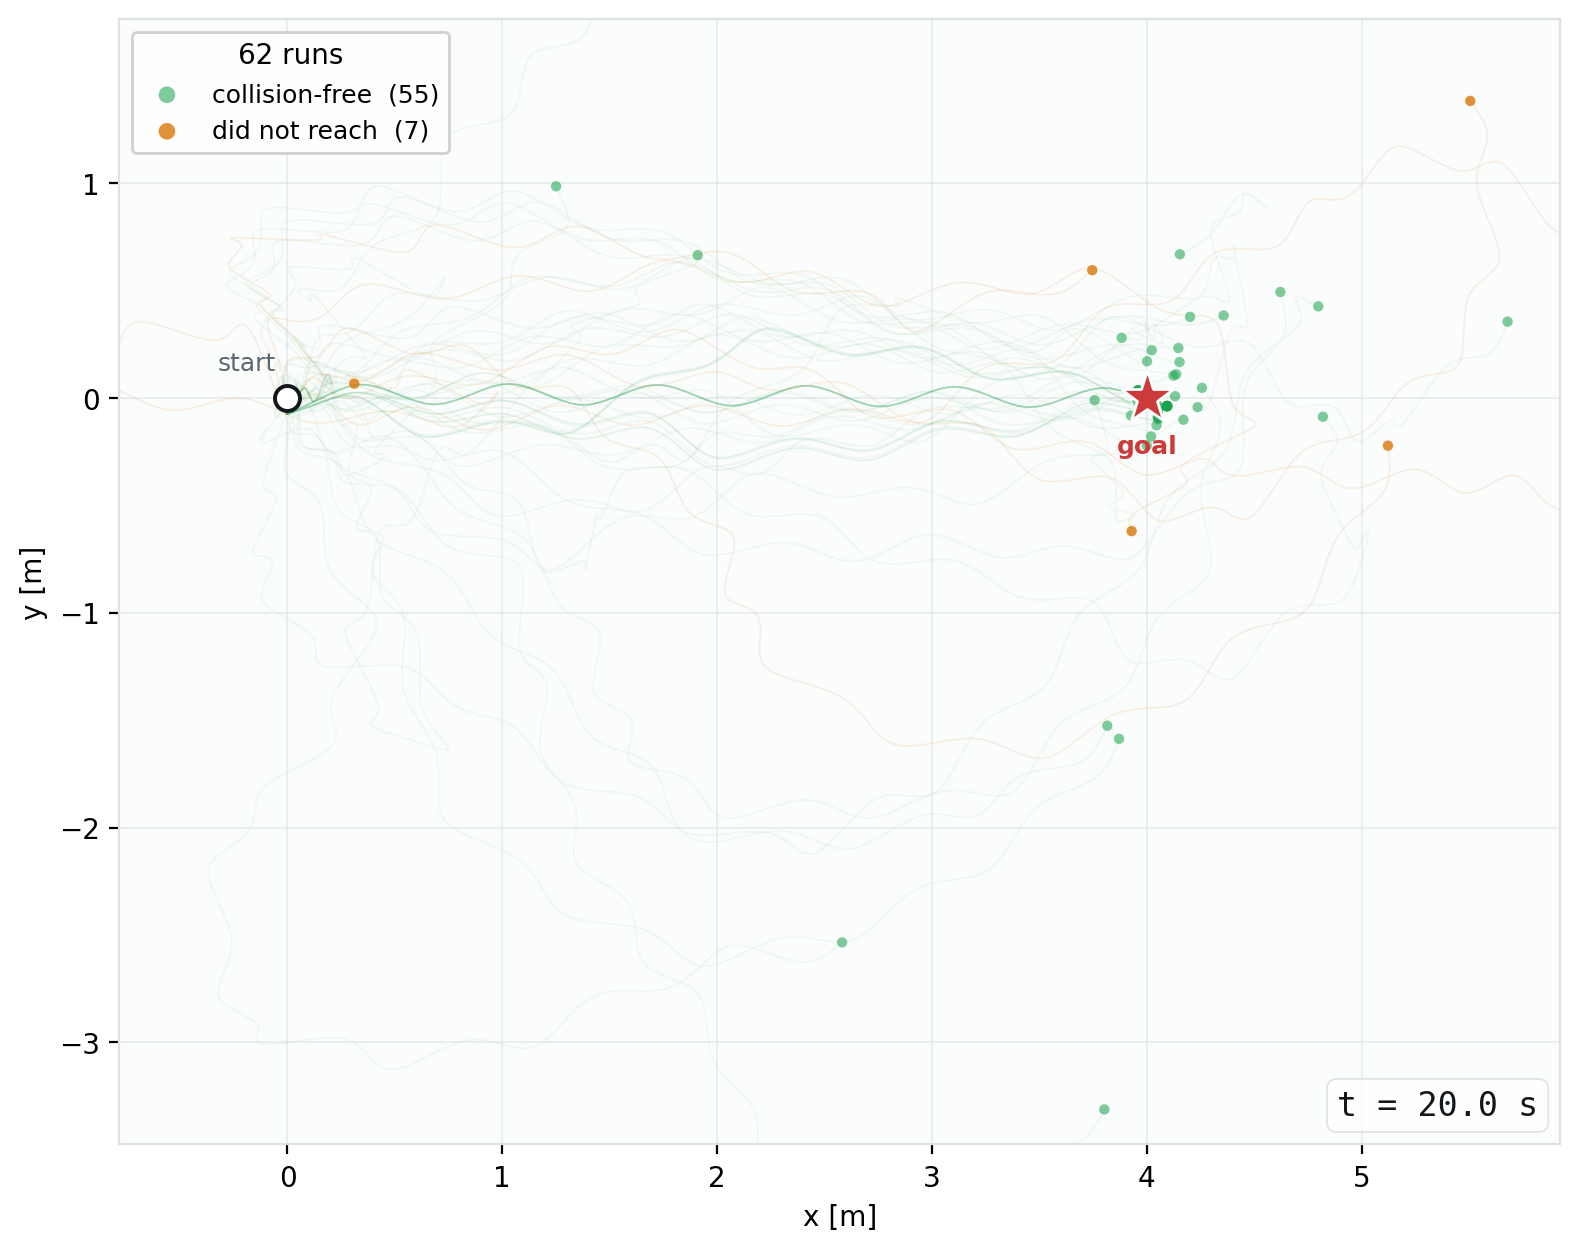 62 runs
collision-free (55)
did not reach (7)
start
goal
t = 20.0 s
1
0
−1
−2
−3
y [m]
0 1 2 3 4 5
x [m]